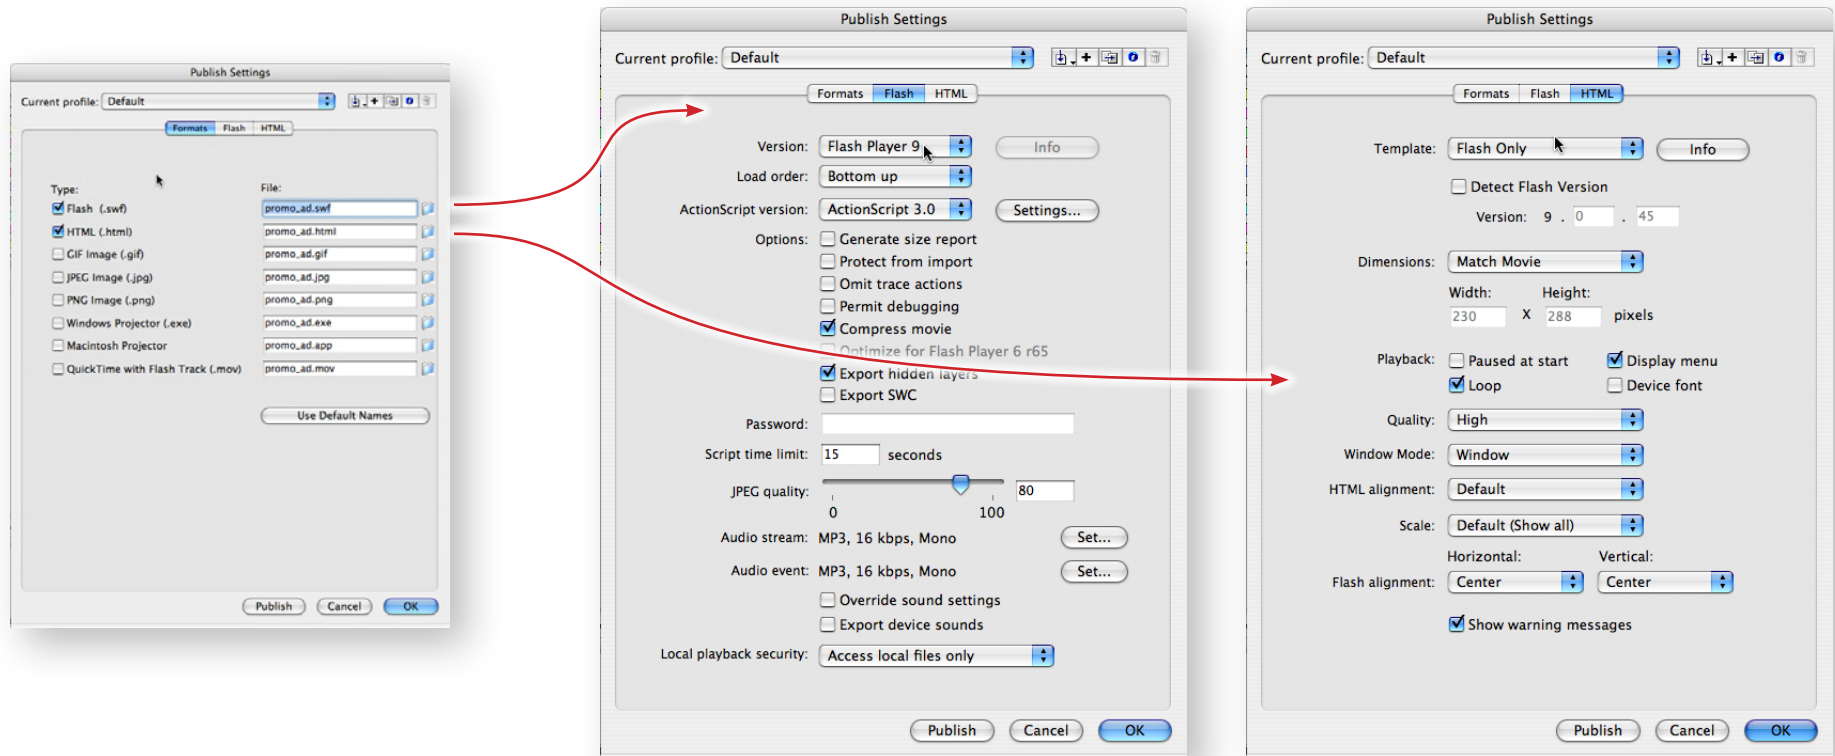 Publish Settings
Current profile: Default
Formats Flash HTML
Type: File:
Flash (.swf) promo_ad.swf
HTML (.html) promo_ad.html
GIF Image (.gif) promo_ad.gif
JPEG Image (.jpg) promo_ad.jpg
PNG Image (.png) promo_ad.png
Windows Projector (.exe) promo_ad.exe
Macintosh Projector promo_ad.app
QuickTime with Flash Track (.mov) promo_ad.mov
Use Default Names
Publish Cancel OK
Publish Settings
Current profile: Default
Formats Flash HTML
Version: Flash Player 9 Info
Load order: Bottom up
ActionScript version: ActionScript 3.0 Settings...
Options: Generate size report
Protect from import
Omit trace actions
Permit debugging
Compress movie
Optimize for Flash Player 6 r65
Export hidden layers
Export SWC
Password:
Script time limit: 15 seconds
JPEG quality: 80
0 100
Audio stream: MP3, 16 kbps, Mono Set...
Audio event: MP3, 16 kbps, Mono Set...
Override sound settings
Export device sounds
Local playback security: Access local files only
Publish Cancel OK
Publish Settings
Current profile: Default
Formats Flash HTML
Template: Flash Only Info
Detect Flash Version
Version: 9 . 0 . 45
Dimensions: Match Movie
Width: Height:
230 X 288 pixels
Playback: Paused at start Display menu
Loop Device font
Quality: High
Window Mode: Window
HTML alignment: Default
Scale: Default (Show all)
Horizontal: Vertical:
Flash alignment: Center Center
Show warning messages
Publish Cancel OK